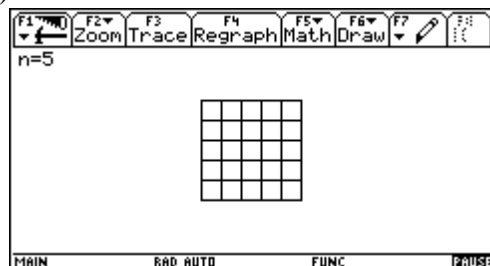 F1 F2 F3 F4 F5 F6 F7
Zoom Trace Regraph Math Draw
n=5
MAIN RAD AUTO FUNC PAUSE